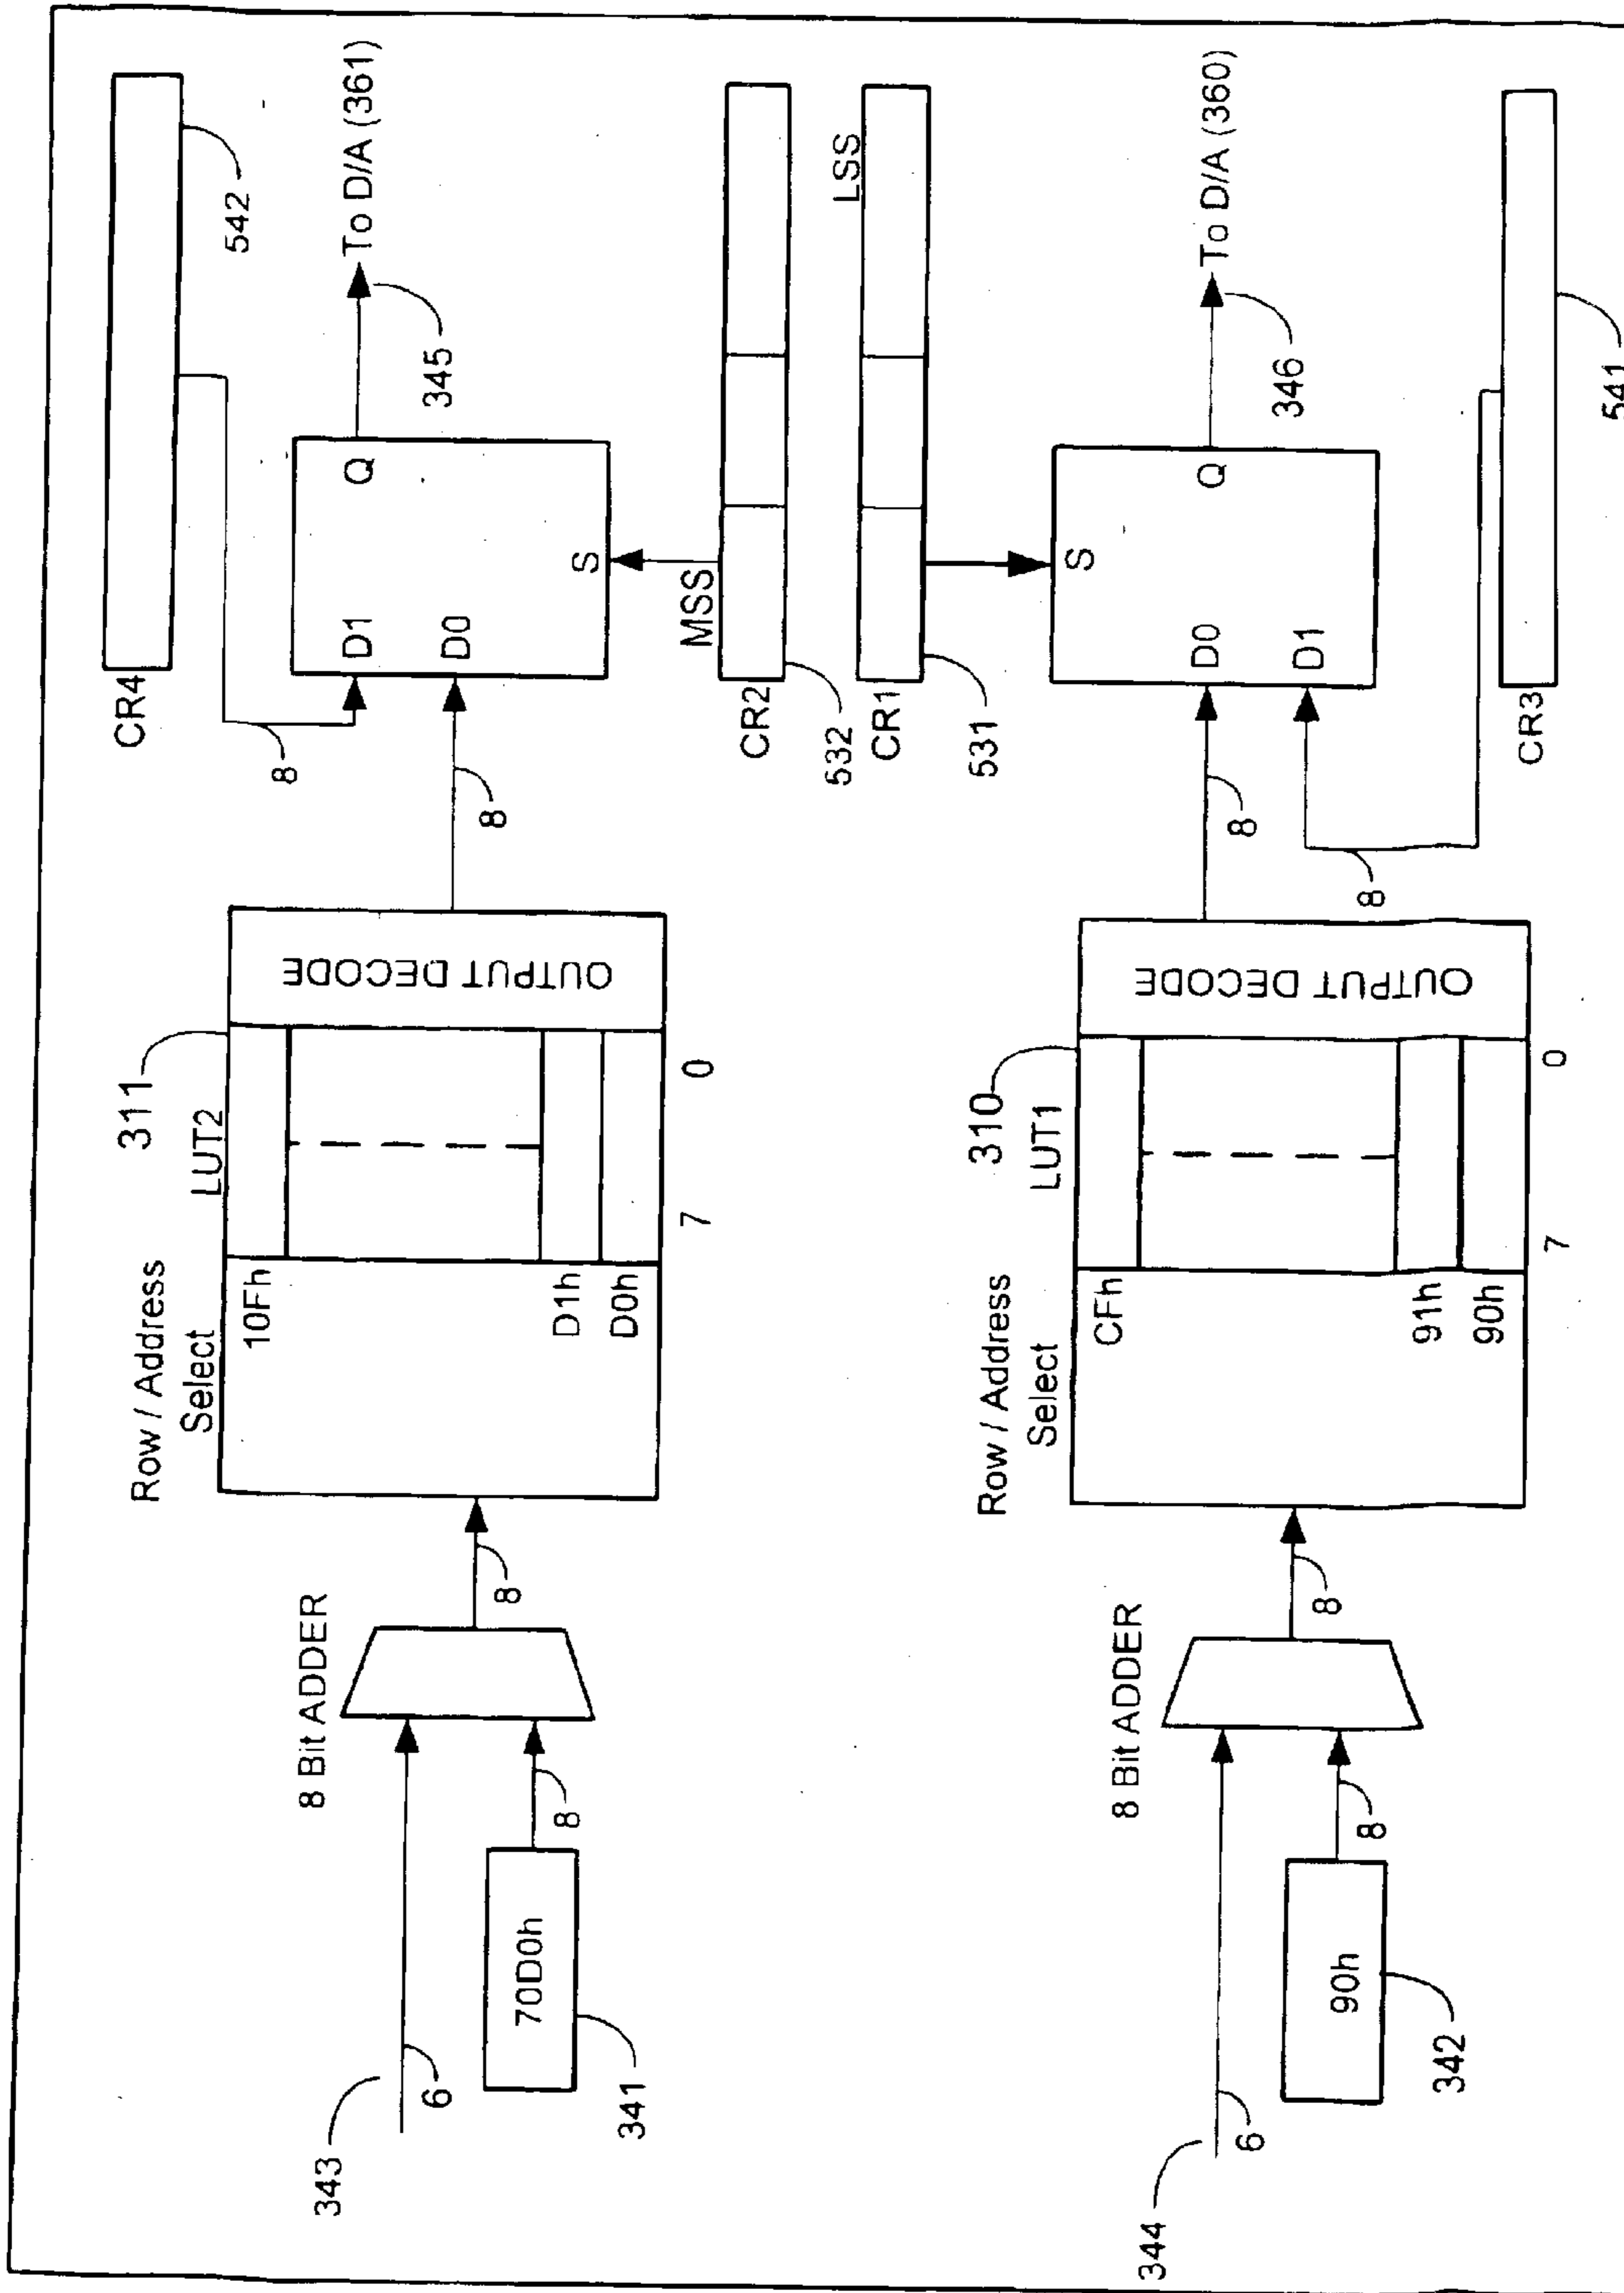 343
6
8 Bit ADDER
70D0h
341
8
8
Row / Address
Select
311
LUT2
10Fh
D1h
D0h
7
0
OUTPUT DECODE
8
8
CR4
542
D1
D0
Q
S
345
To D/A (361)
MSS
CR2
532
LSS
CR1
531
344
6
8 Bit ADDER
90h
342
8
8
Row / Address
Select
310
LUT1
CFh
91h
90h
7
0
OUTPUT DECODE
8
8
S
D0
D1
Q
346
To D/A (360)
CR3
541